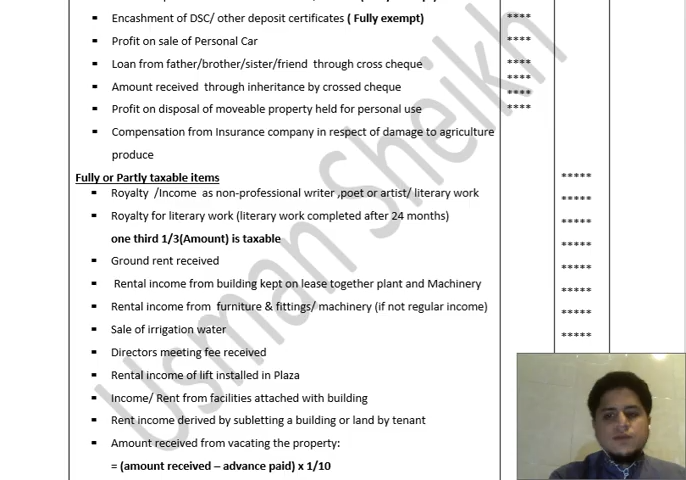 Encashment of DSC/ other deposit certificates ( Fully exempt) ****
Profit on sale of Personal Car ****
Loan from father/brother/sister/friend through cross cheque ****
Amount received through inheritance by crossed cheque ****
Profit on disposal of moveable property held for personal use ****
Compensation from Insurance company in respect of damage to agriculture ****
produce
Fully or Partly taxable items *****
Royalty /Income as non-professional writer ,poet or artist/ literary work *****
Royalty for literary work (literary work completed after 24 months) *****
one third 1/3(Amount) is taxable *****
Ground rent received *****
Rental income from building kept on lease together plant and Machinery *****
Rental income from furniture & fittings/ machinery (if not regular income) *****
Sale of irrigation water *****
Directors meeting fee received
Rental income of lift installed in Plaza
Income/ Rent from facilities attached with building
Rent income derived by subletting a building or land by tenant
Amount received from vacating the property:
= (amount received – advance paid) x 1/10
Usman Sheikh